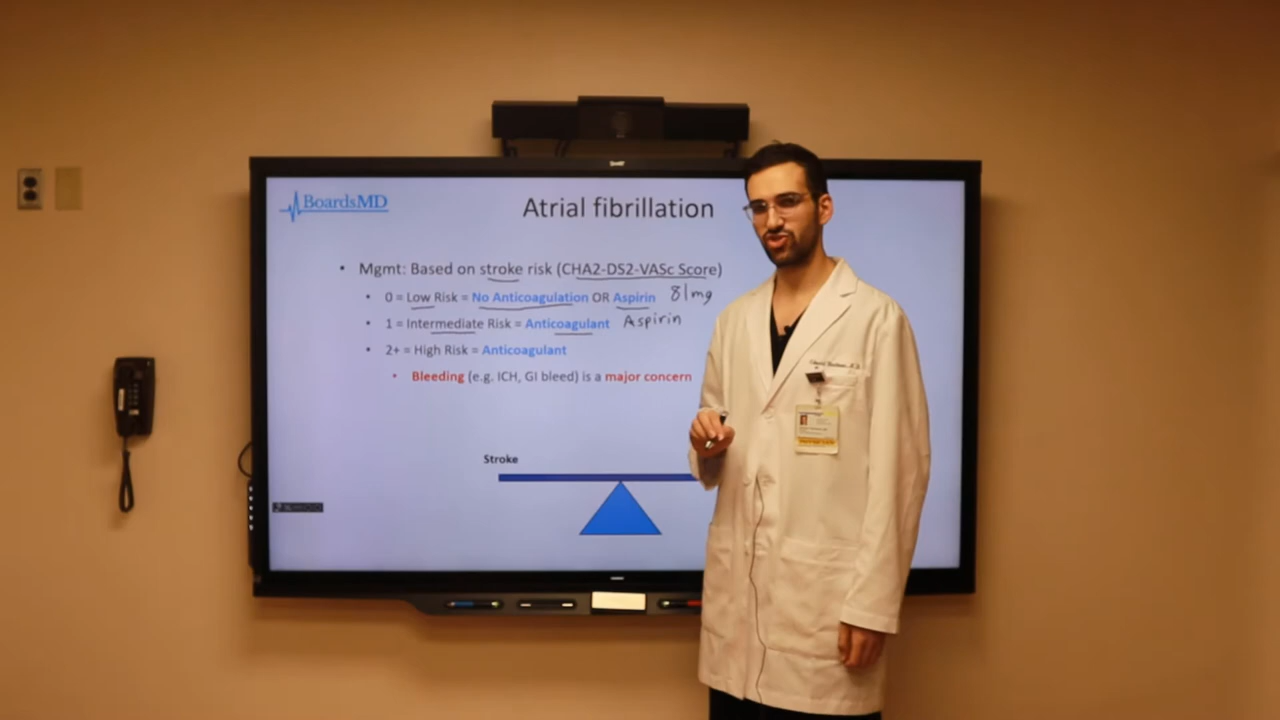 BoardsMD
Atrial fibrillation
• Mgmt: Based on stroke risk (CHA2-DS2-VASc Score)
• 0 = Low Risk = No Anticoagulation OR Aspirin 81mg
• 1 = Intermediate Risk = Anticoagulant Aspirin
• 2+ = High Risk = Anticoagulant
• Bleeding (e.g. ICH, GI bleed) is a major concern
Stroke